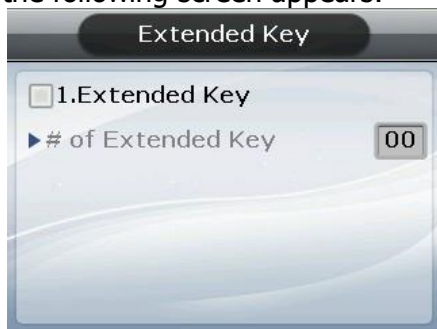 the following screen appears.
Extended Key
1.Extended Key
# of Extended Key 00